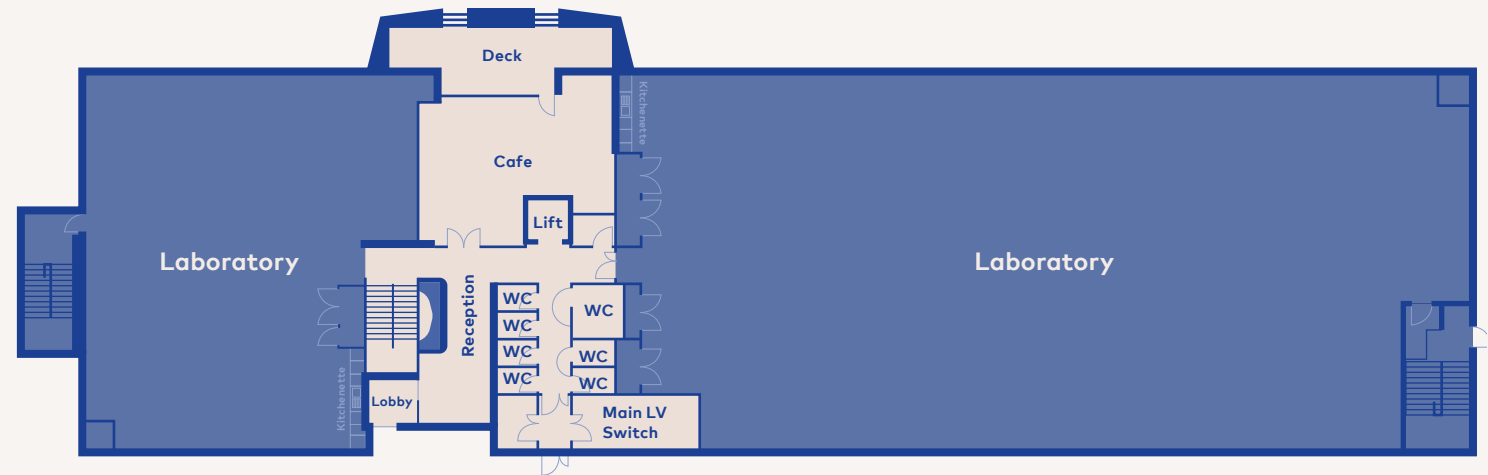 Deck
Kitchenette
Cafe
Lift
Laboratory
Laboratory
Reception
WC
WC
WC
WC
WC
WC
WC
Lobby
Kitchenette
Main LV
Switch